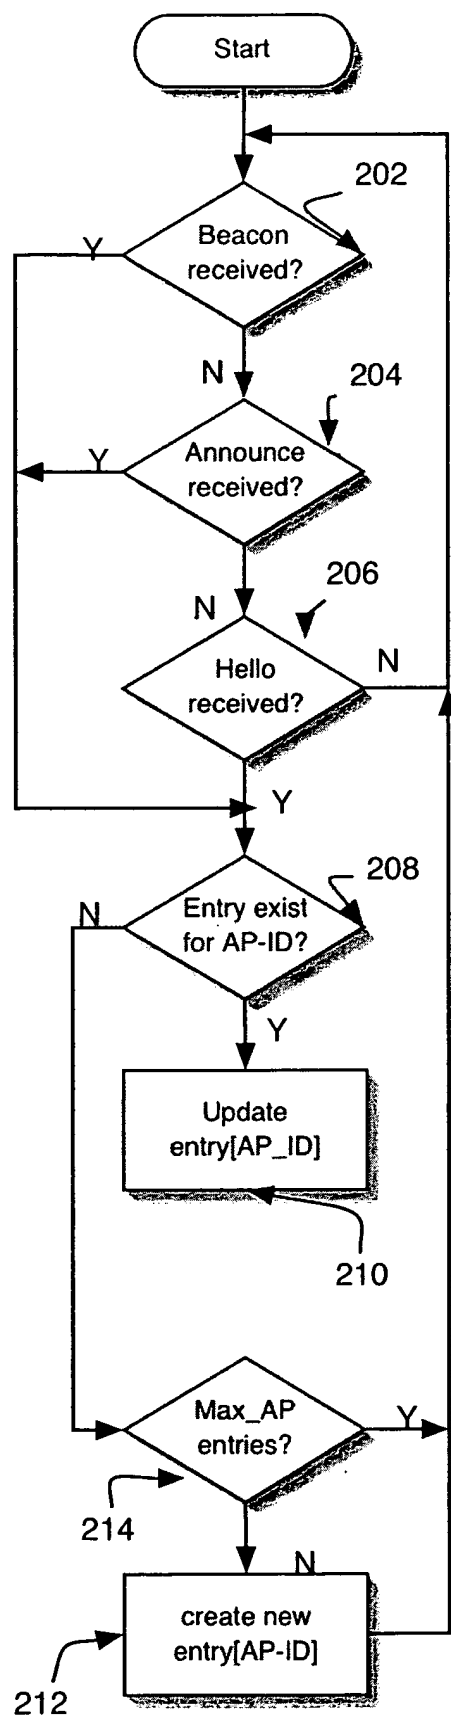 Start
202
Beacon
received?
Y
N
204
Announce
received?
Y
206
N
Hello
received?
N
Y
208
Entry exist
for AP-ID?
N
Y
Update
entry[AP_ID]
210
Max_AP
entries?
Y
214
N
create new
entry[AP-ID]
212